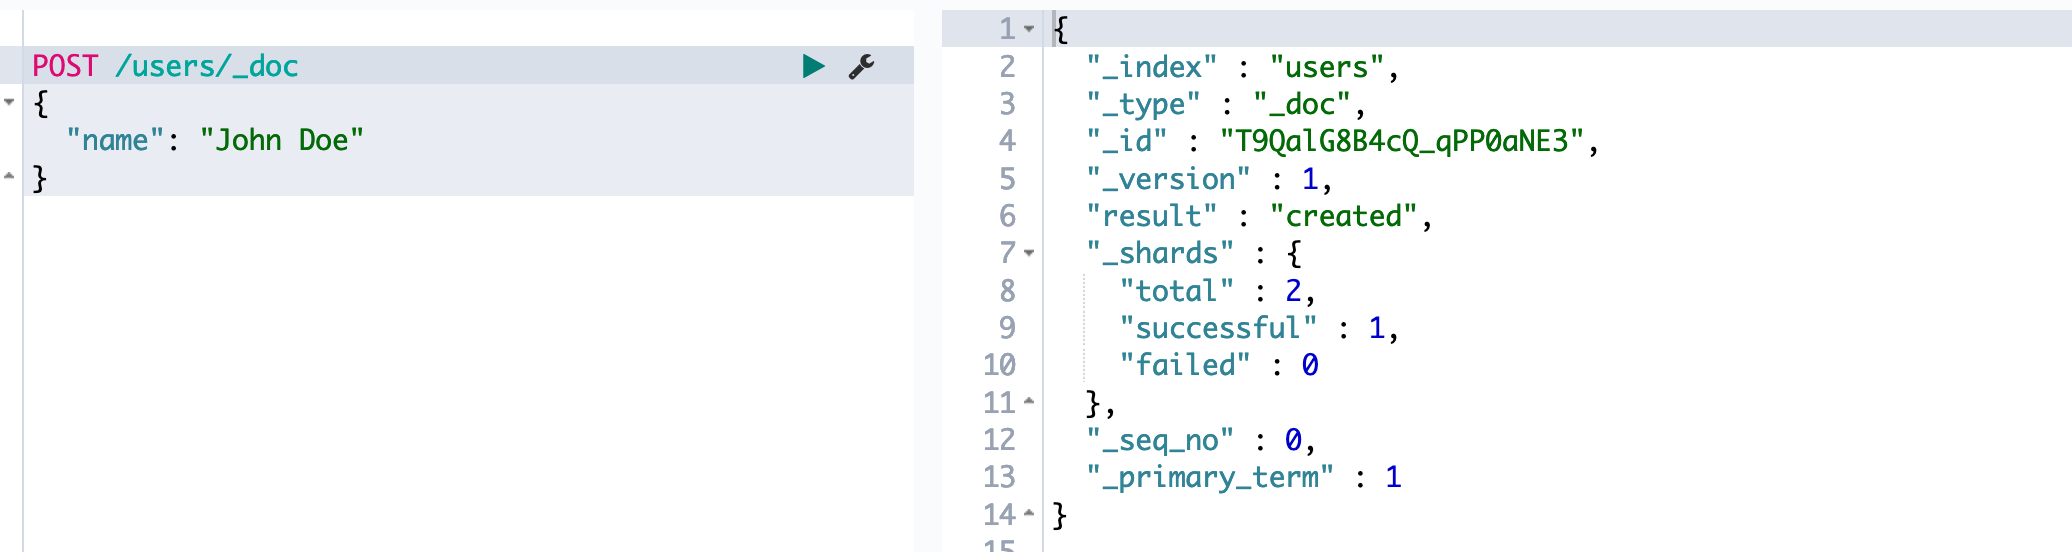 POST /users/_doc
{
  "name": "John Doe"
}
1 {
2   "_index" : "users",
3   "_type" : "_doc",
4   "_id" : "T9QalG8B4cQ_qPP0aNE3",
5   "_version" : 1,
6   "result" : "created",
7   "_shards" : {
8     "total" : 2,
9     "successful" : 1,
10     "failed" : 0
11   },
12   "_seq_no" : 0,
13   "_primary_term" : 1
14 }
15